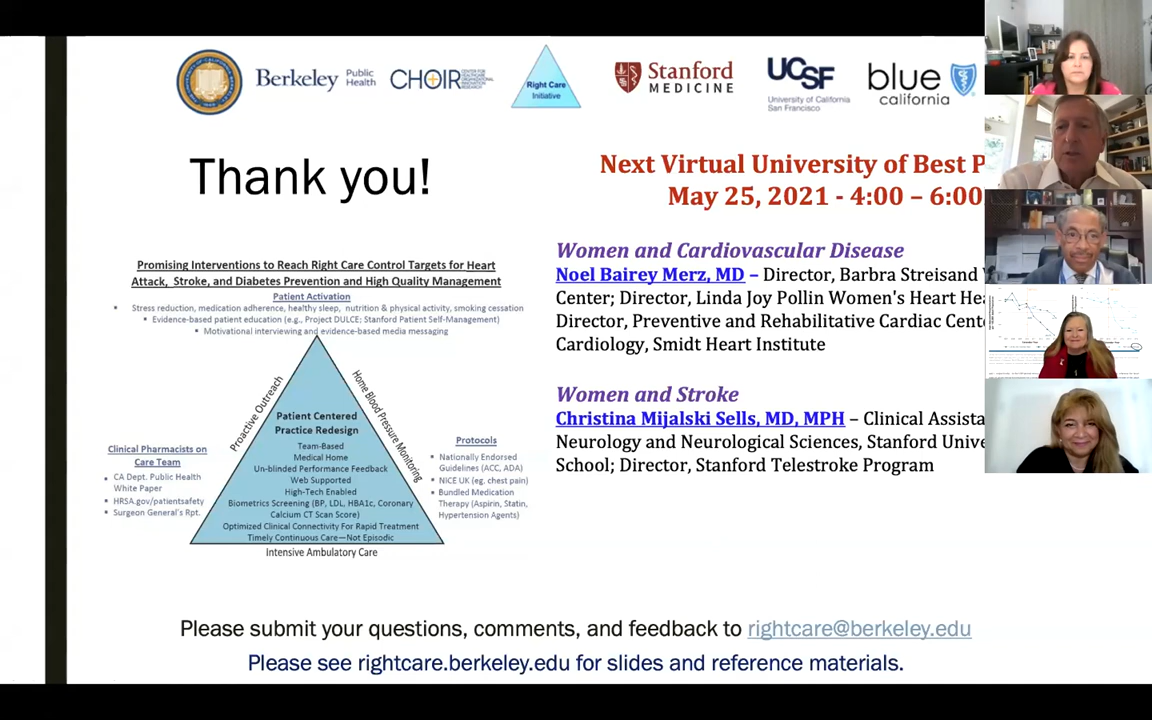 Berkeley Public Health
CHOIR CENTER FOR HEALTHCARE ORGANIZATIONAL INNOVATION RESEARCH
Right Care
Initiative
Stanford
MEDICINE
UCSF
University of California
San Francisco
blue
california
Thank you!
Next Virtual University of Best P
May 25, 2021 - 4:00 – 6:00
Promising Interventions to Reach Right Care Control Targets for Heart
Attack, Stroke, and Diabetes Prevention and High Quality Management
Patient Activation
▪ Stress reduction, medication adherence, healthy sleep, nutrition & physical activity, smoking cessation
▪ Evidence-based patient education (e.g., Project DULCE; Stanford Patient Self-Management)
▪ Motivational interviewing and evidence-based media messaging
Proactive Outreach
Home Blood Pressure Monitoring
Patient Centered
Practice Redesign
Team-Based
Medical Home
Un-blinded Performance Feedback
Web Supported
High-Tech Enabled
Biometrics Screening (BP, LDL, HBA1c, Coronary
Calcium CT Scan Score)
Optimized Clinical Connectivity For Rapid Treatment
Timely Continuous Care—Not Episodic
Intensive Ambulatory Care
Clinical Pharmacists on
Care Team
▪ CA Dept. Public Health
White Paper
▪ HRSA.gov/patientsafety
▪ Surgeon General's Rpt.
Protocols
▪ Nationally Endorsed
Guidelines (ACC, ADA)
▪ NICE UK (eg. chest pain)
▪ Bundled Medication
Therapy (Aspirin, Statin,
Hypertension Agents)
Women and Cardiovascular Disease
Noel Bairey Merz, MD – Director, Barbra Streisand
Center; Director, Linda Joy Pollin Women's Heart Hea
Director, Preventive and Rehabilitative Cardiac Cent
Cardiology, Smidt Heart Institute
Women and Stroke
Christina Mijalski Sells, MD, MPH – Clinical Assista
Neurology and Neurological Sciences, Stanford Unive
School; Director, Stanford Telestroke Program
Please submit your questions, comments, and feedback to rightcare@berkeley.edu
Please see rightcare.berkeley.edu for slides and reference materials.